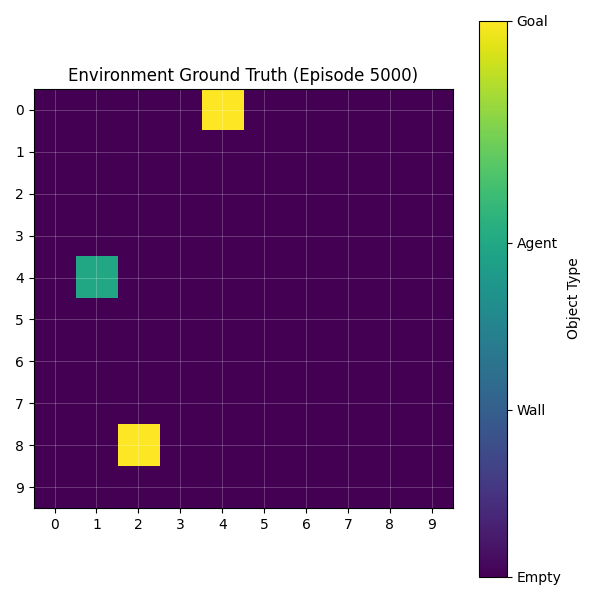 Environment Ground Truth (Episode 5000)
0
1
2
3
4
5
6
7
8
9
0 1 2 3 4 5 6 7 8 9
Goal
Agent
Wall
Empty
Object Type